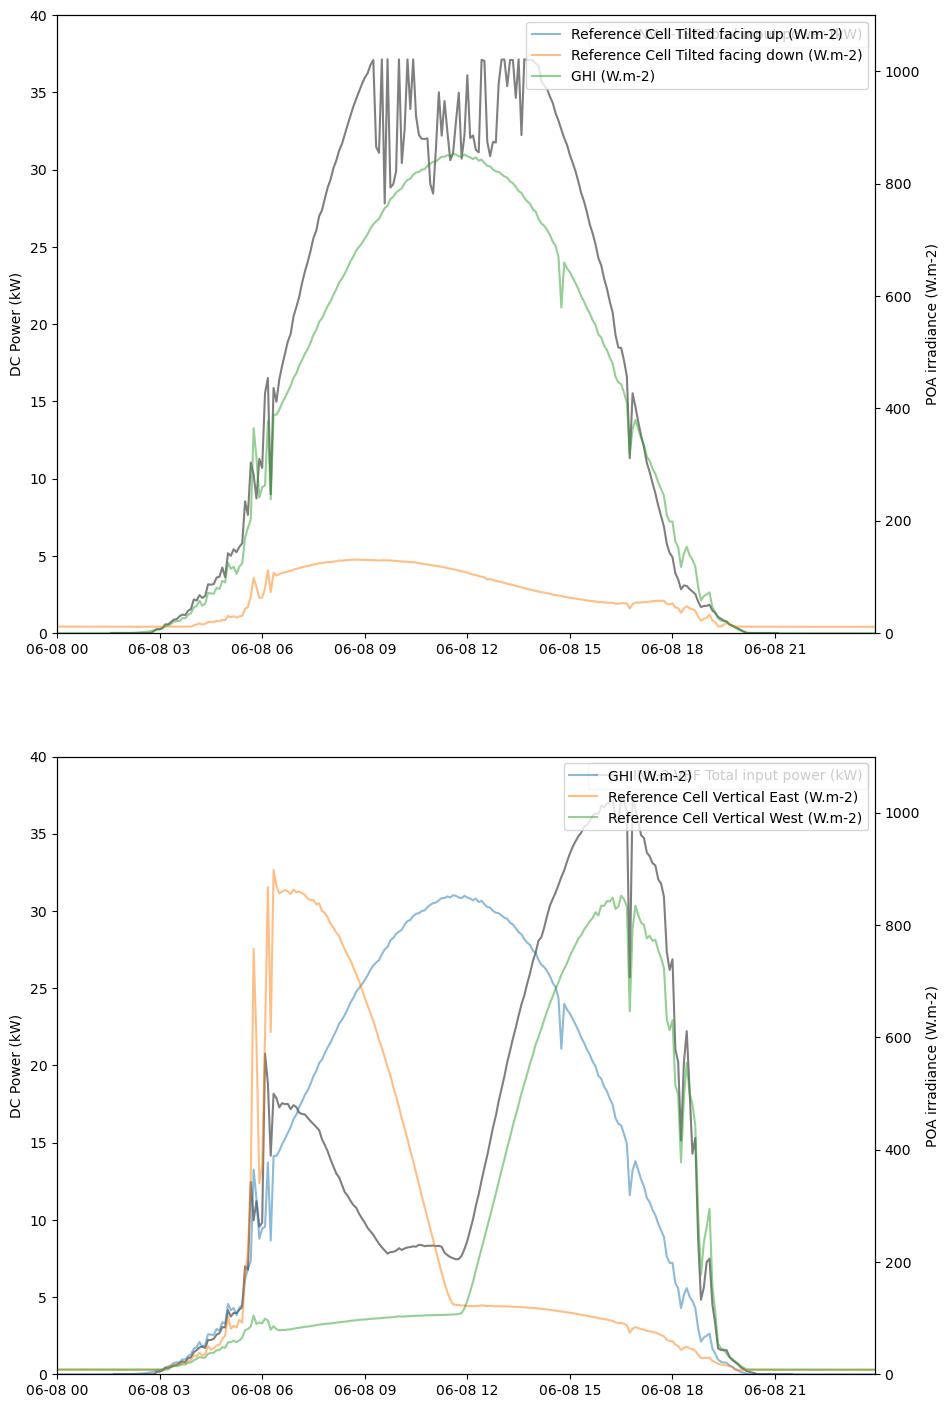 40
Reference Cell Tilted facing up (W.m-2)
Reference Cell Tilted facing down (W.m-2)
GHI (W.m-2)
35
30
25
20
15
10
5
0
DC Power (kW)
1000
800
600
400
200
0
POA irradiance (W.m-2)
06-08 00 06-08 03 06-08 06 06-08 09 06-08 12 06-08 15 06-08 18 06-08 21
40
GHI (W.m-2) Total input power (kW)
Reference Cell Vertical East (W.m-2)
Reference Cell Vertical West (W.m-2)
35
30
25
20
15
10
5
0
DC Power (kW)
1000
800
600
400
200
0
POA irradiance (W.m-2)
06-08 00 06-08 03 06-08 06 06-08 09 06-08 12 06-08 15 06-08 18 06-08 21